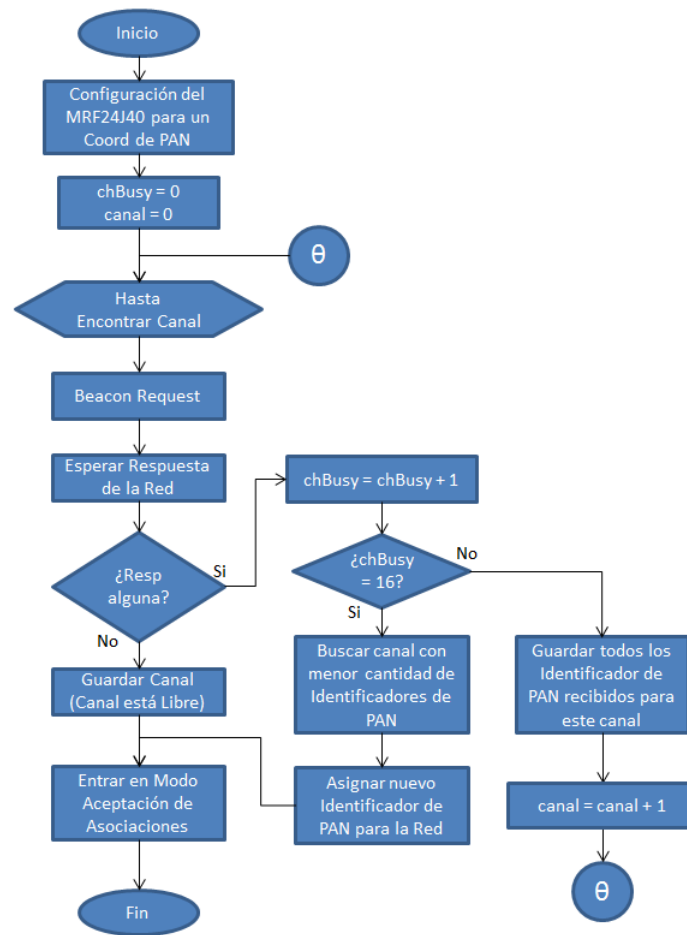 Inicio
Configuración del
MRF24J40 para un
Coord de PAN
chBusy = 0
canal = 0
θ
Hasta
Encontrar Canal
Beacon Request
Esperar Respuesta
de la Red
chBusy = chBusy + 1
¿Resp
alguna?
Si
No
¿chBusy
= 16?
No
Si
Guardar Canal
(Canal está Libre)
Buscar canal con
menor cantidad de
Identificadores de
PAN
Guardar todos los
Identificador de
PAN recibidos para
este canal
Entrar en Modo
Aceptación de
Asociaciones
Asignar nuevo
Identificador de
PAN para la Red
canal = canal + 1
θ
Fin